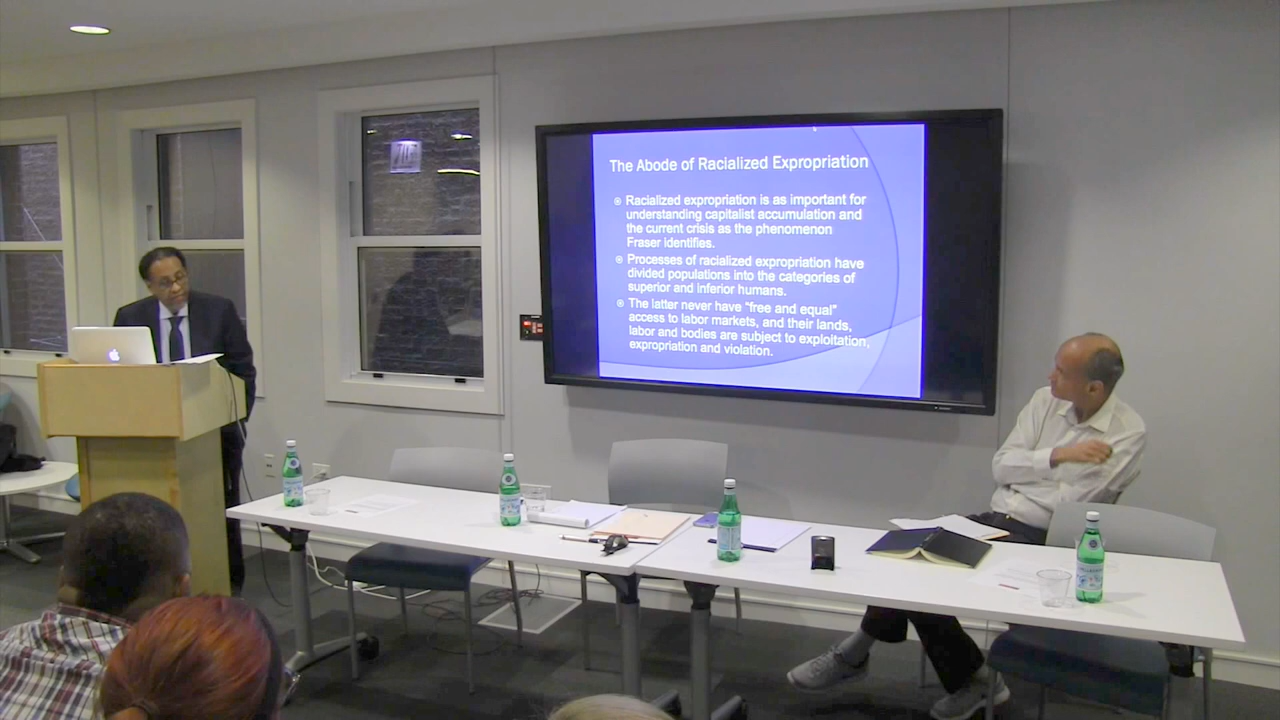 The Abode of Racialized Expropriation
Racialized expropriation is as important for
understanding capitalist accumulation and
the current crisis as the phenomenon
Fraser identifies.
Processes of racialized expropriation have
divided populations into the categories of
superior and inferior humans.
The latter never have “free and equal”
access to labor markets, and their lands,
labor and bodies are subject to exploitation,
expropriation and violation.